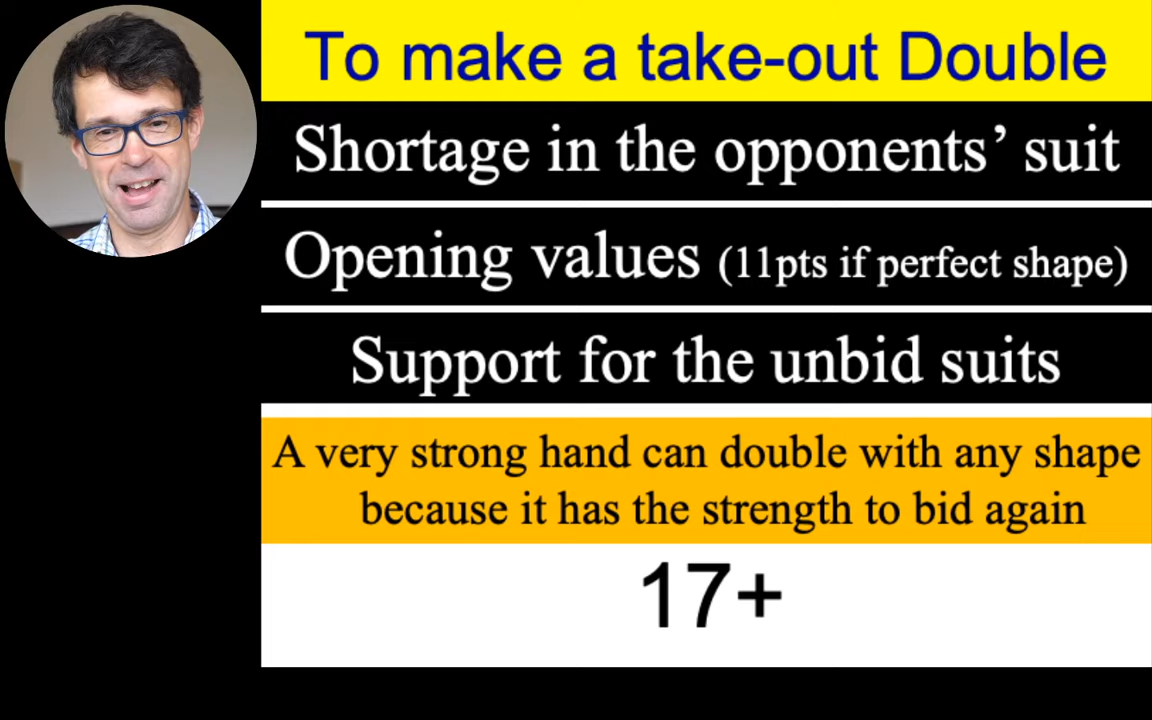 To make a take-out Double
Shortage in the opponents’ suit
Opening values (11pts if perfect shape)
Support for the unbid suits
A very strong hand can double with any shape
because it has the strength to bid again
17+